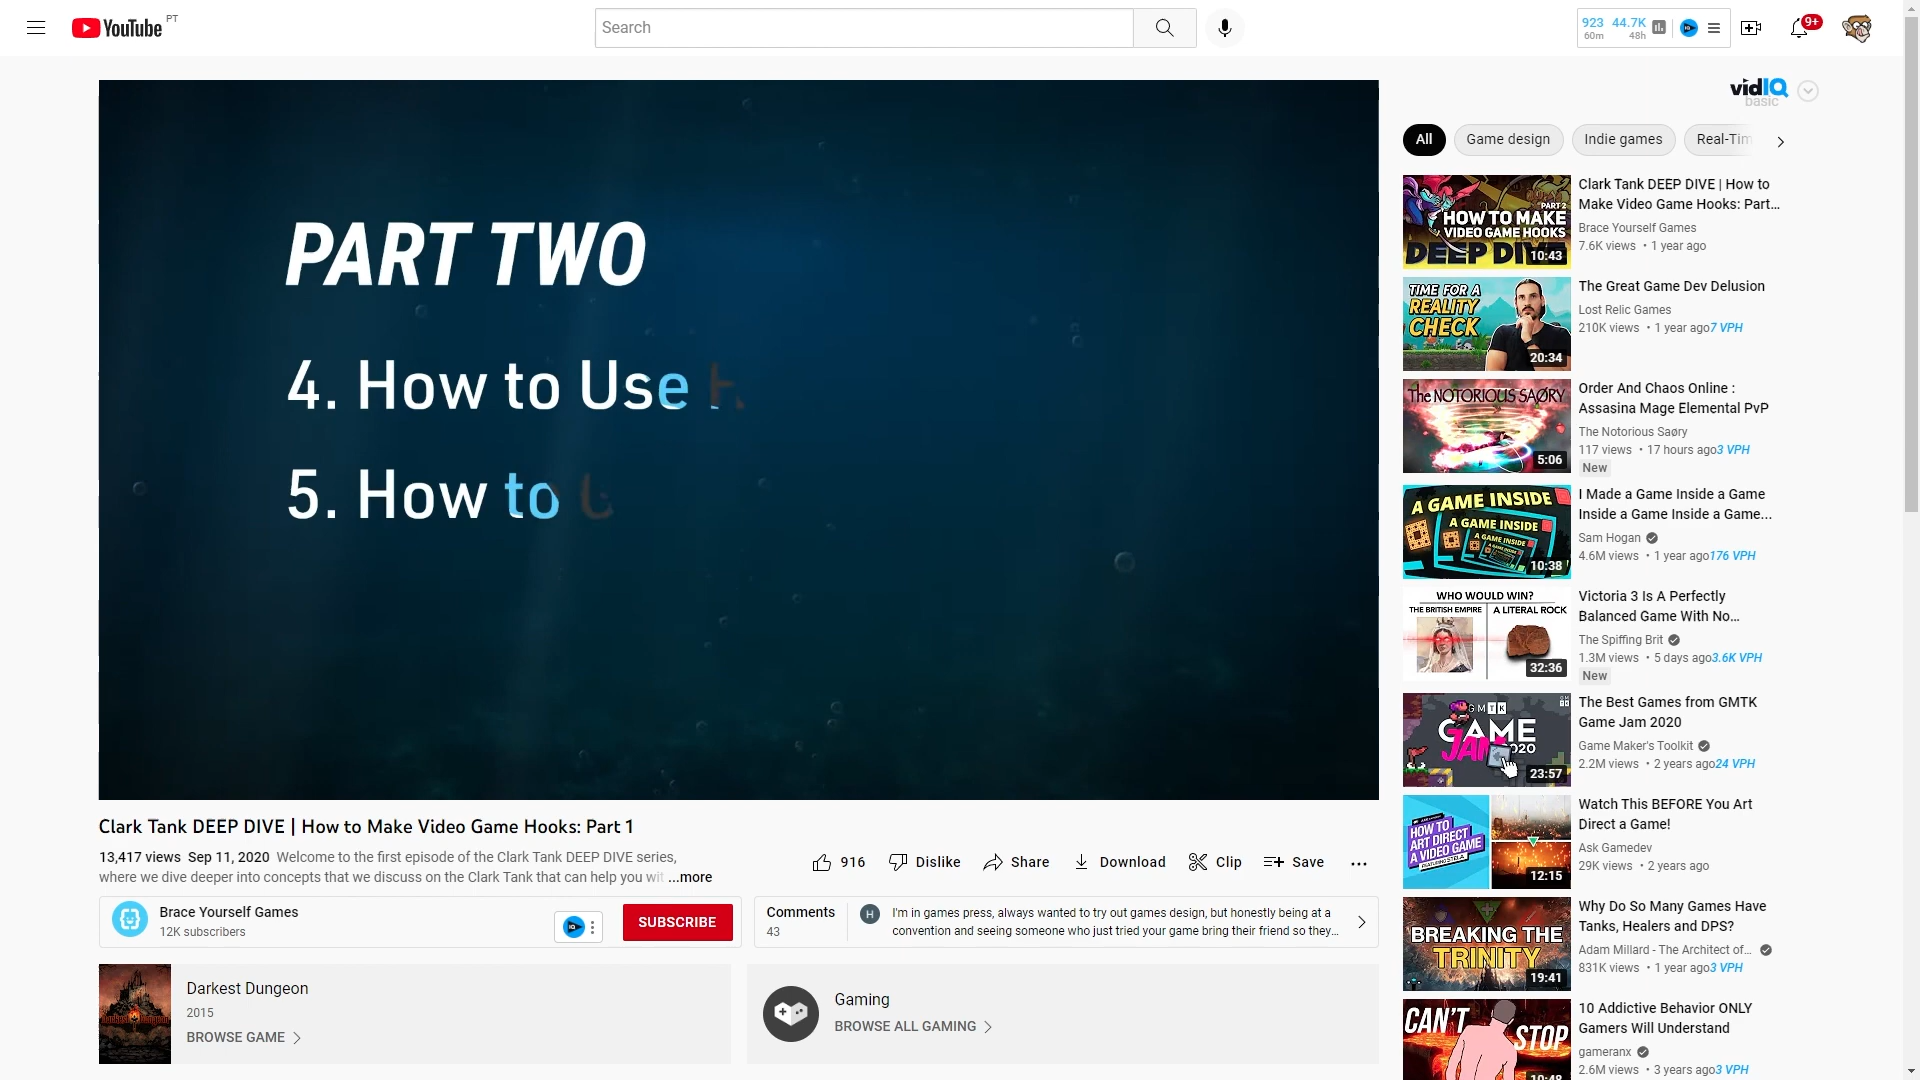 YouTube PT
Search
923 44.7K
60m 48h
9+
PART TWO
4. How to Use
5. How to
Clark Tank DEEP DIVE | How to Make Video Game Hooks: Part 1
13,417 views Sep 11, 2020 Welcome to the first episode of the Clark Tank DEEP DIVE series,
where we dive deeper into concepts that we discuss on the Clark Tank that can help you wit ...more
916 Dislike Share Download Clip Save
Brace Yourself Games
12K subscribers
SUBSCRIBE
Comments
43
H
I'm in games press, always wanted to try out games design, but honestly being at a
convention and seeing someone who just tried your game bring their friend so they...
Darkest Dungeon
2015
BROWSE GAME
Gaming
BROWSE ALL GAMING
vidIQ
basic
All Game design Indie games Real-Tim
PART 2
HOW TO MAKE
VIDEO GAME HOOKS
DEEP DI
10:43
Clark Tank DEEP DIVE | How to
Make Video Game Hooks: Part...
Brace Yourself Games
7.6K views • 1 year ago
TIME FOR A
REALITY
CHECK
20:34
The Great Game Dev Delusion
Lost Relic Games
210K views • 1 year ago7 VPH
The NOTORIOUS SAØRY
5:06
Order And Chaos Online :
Assasina Mage Elemental PvP
The Notorious Saøry
117 views • 17 hours ago3 VPH
New
A GAME INSIDE
A GAME INSIDE
A GAME INSIDE
10:38
I Made a Game Inside a Game
Inside a Game Inside a Game...
Sam Hogan
4.6M views • 1 year ago176 VPH
WHO WOULD WIN?
THE BRITISH EMPIRE A LITERAL ROCK
32:36
Victoria 3 Is A Perfectly
Balanced Game With No...
The Spiffing Brit
1.3M views • 5 days ago3.6K VPH
New
GMTK
GAME
JAM 2020
23:57
The Best Games from GMTK
Game Jam 2020
Game Maker's Toolkit
2.2M views • 2 years ago24 VPH
HOW TO
ART DIRECT
A VIDEO GAME
12:15
Watch This BEFORE You Art
Direct a Game!
Ask Gamedev
29K views • 2 years ago
BREAKING THE
TRINITY
19:41
Why Do So Many Games Have
Tanks, Healers and DPS?
Adam Millard - The Architect of...
831K views • 1 year ago3 VPH
CAN'T STOP
10:48
10 Addictive Behavior ONLY
Gamers Will Understand
gameranx
2.6M views • 3 years ago3 VPH